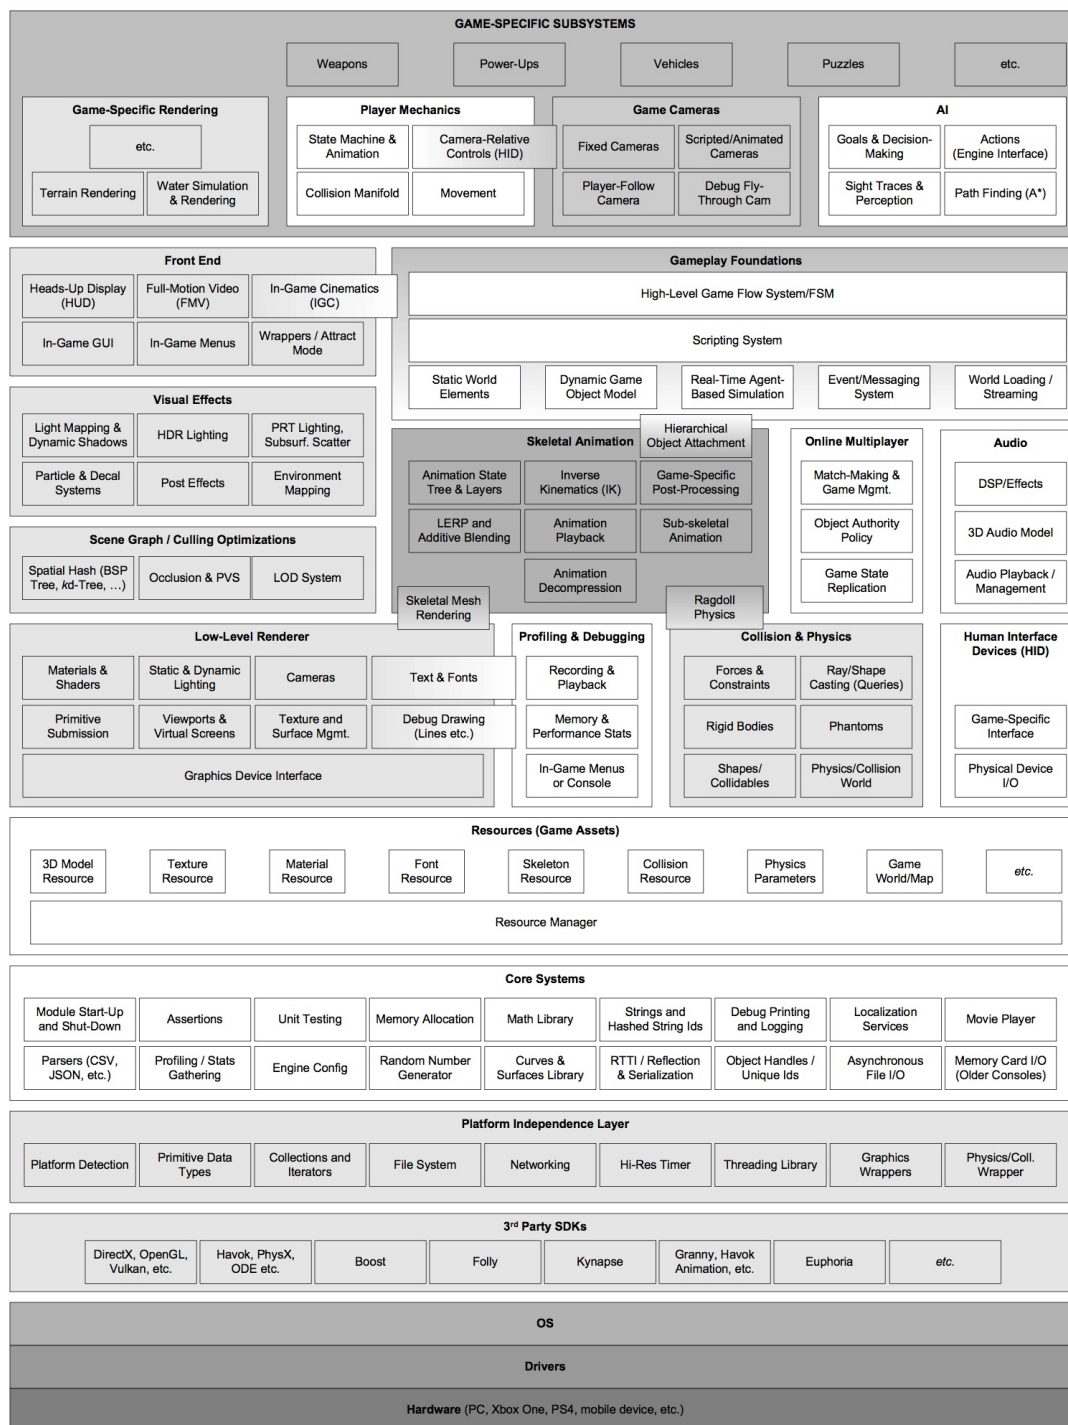 GAME-SPECIFIC SUBSYSTEMS
Weapons
Power-Ups
Vehicles
Puzzles
etc.
Game-Specific Rendering
etc.
Terrain Rendering
Water Simulation
& Rendering
Player Mechanics
State Machine &
Animation
Camera-Relative
Controls (HID)
Collision Manifold
Movement
Game Cameras
Fixed Cameras
Scripted/Animated
Cameras
Player-Follow
Camera
Debug Fly-
Through Cam
AI
Goals & Decision-
Making
Actions
(Engine Interface)
Sight Traces &
Perception
Path Finding (A*)
Front End
Heads-Up Display
(HUD)
Full-Motion Video
(FMV)
In-Game Cinematics
(IGC)
In-Game GUI
In-Game Menus
Wrappers / Attract
Mode
Gameplay Foundations
High-Level Game Flow System/FSM
Scripting System
Static World
Elements
Dynamic Game
Object Model
Real-Time Agent-
Based Simulation
Event/Messaging
System
World Loading /
Streaming
Visual Effects
Light Mapping &
Dynamic Shadows
HDR Lighting
PRT Lighting,
Subsurf. Scatter
Particle & Decal
Systems
Post Effects
Environment
Mapping
Skeletal Animation
Hierarchical
Object Attachment
Animation State
Tree & Layers
Inverse
Kinematics (IK)
Game-Specific
Post-Processing
LERP and
Additive Blending
Animation
Playback
Sub-skeletal
Animation
Animation
Decompression
Online Multiplayer
Match-Making &
Game Mgmt.
Object Authority
Policy
Game State
Replication
Audio
DSP/Effects
3D Audio Model
Audio Playback /
Management
Scene Graph / Culling Optimizations
Spatial Hash (BSP
Tree, kd-Tree, …)
Occlusion & PVS
LOD System
Skeletal Mesh
Rendering
Ragdoll
Physics
Low-Level Renderer
Materials &
Shaders
Static & Dynamic
Lighting
Cameras
Text & Fonts
Primitive
Submission
Viewports &
Virtual Screens
Texture and
Surface Mgmt.
Debug Drawing
(Lines etc.)
Graphics Device Interface
Profiling & Debugging
Recording &
Playback
Memory &
Performance Stats
In-Game Menus
or Console
Collision & Physics
Forces &
Constraints
Ray/Shape
Casting (Queries)
Rigid Bodies
Phantoms
Shapes/
Collidables
Physics/Collision
World
Human Interface
Devices (HID)
Game-Specific
Interface
Physical Device
I/O
Resources (Game Assets)
3D Model
Resource
Texture
Resource
Material
Resource
Font
Resource
Skeleton
Resource
Collision
Resource
Physics
Parameters
Game
World/Map
etc.
Resource Manager
Core Systems
Module Start-Up
and Shut-Down
Assertions
Unit Testing
Memory Allocation
Math Library
Strings and
Hashed String Ids
Debug Printing
and Logging
Localization
Services
Movie Player
Parsers (CSV,
JSON, etc.)
Profiling / Stats
Gathering
Engine Config
Random Number
Generator
Curves &
Surfaces Library
RTTI / Reflection
& Serialization
Object Handles /
Unique Ids
Asynchronous
File I/O
Memory Card I/O
(Older Consoles)
Platform Independence Layer
Platform Detection
Primitive Data
Types
Collections and
Iterators
File System
Networking
Hi-Res Timer
Threading Library
Graphics
Wrappers
Physics/Coll.
Wrapper
3rd Party SDKs
DirectX, OpenGL,
Vulkan, etc.
Havok, PhysX,
ODE etc.
Boost
Folly
Kynapse
Granny, Havok
Animation, etc.
Euphoria
etc.
OS
Drivers
Hardware (PC, Xbox One, PS4, mobile device, etc.)